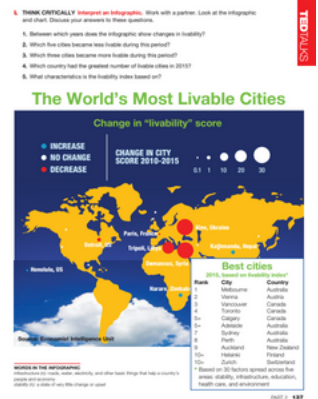 5. THINK CRITICALLY Interpret an Infographic. Work with a partner. Look at the infographic
and chart. Discuss your answers to these questions.
1. Between which years does the infographic show changes in livability?
2. Which five cities became less livable during this period?
3. Which three cities became more livable during this period?
4. Which country had the greatest number of livable cities in 2015?
5. What characteristics is the livability index based on?
TEDTALKS
The World's Most Livable Cities
Change in "livability" score
INCREASE
NO CHANGE
DECREASE
CHANGE IN CITY
SCORE 2010–2015
0.1 1 10 20 30
Paris, France
Kiev, Ukraine
Detroit, US
Tripoli, Libya
Kathmandu, Nepal
Honolulu, US
Damascus, Syria
Harare, Zimbabwe
Source: Economist Intelligence Unit
Best cities
2015, based on livability index*
Rank City Country
1 Melbourne Australia
2 Vienna Austria
3 Vancouver Canada
4 Toronto Canada
5= Calgary Canada
5= Adelaide Australia
7 Sydney Australia
8 Perth Australia
9 Auckland New Zealand
10= Helsinki Finland
10= Zurich Switzerland
* Based on 30 factors spread across five
areas: stability, infrastructure, education,
health care, and environment
WORDS IN THE INFOGRAPHIC
infrastructure (n): roads, water, electricity, and other basic things that help a country's
people and economy
stability (n): a state of very little change or upset
PART 2 137